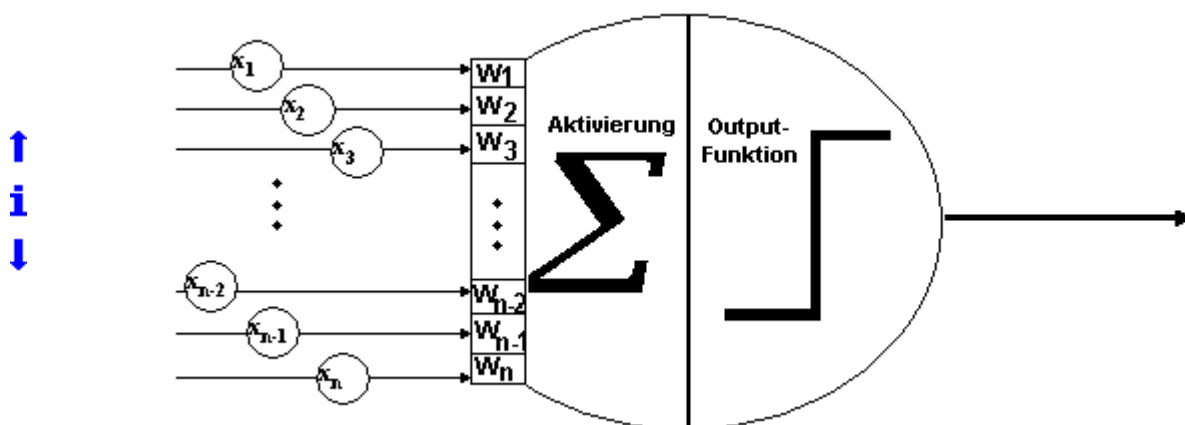 x1 W1
x2 W2
x3 W3
Aktivierung
Output-
Funktion
i
xn-2 Wn-2
xn-1 Wn-1
xn Wn
Σ